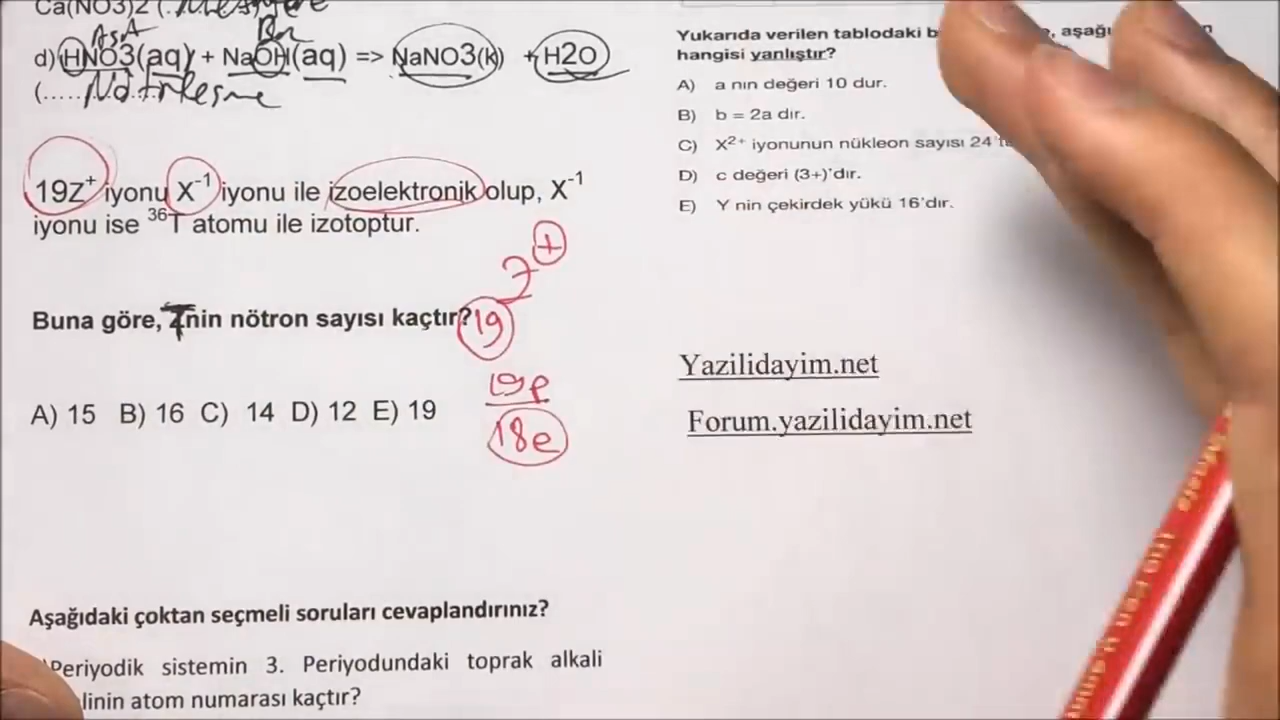 Ca(NO3)2 (.
Asit
d) HNO3(aq) + NaOH(aq) => NaNO3(k) + H2O
(..... Nötrleşme
19Z+ iyonu X-1 iyonu ile izoelektronik olup, X-1
iyonu ise 36T atomu ile izotoptur.
Z+
Buna göre, T nin nötron sayısı kaçtır?
19
19p
18e
A) 15 B) 16 C) 14 D) 12 E) 19
Aşağıdaki çoktan seçmeli soruları cevaplandırınız?
Periyodik sistemin 3. Periyodundaki toprak alkali
linin atom numarası kaçtır?
Yukarıda verilen tablodaki
hangisi yanlıştır?
A) a nın değeri 10 dur.
B) b = 2a dır.
C) X2+ iyonunun nükleon sayısı 24
D) c değeri (3+)'dır.
E) Y nin çekirdek yükü 16'dır.
Yazilidayim.net
Forum.yazilidayim.net